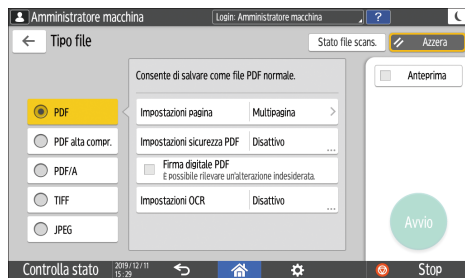 Amministratore macchin
Login: Amministratore macchina
?
Tipo file
Stato file scans.
Azzera
Consente di salvare come file PDF normale.
Anteprima
PDF
Impostazioni pagina Multipagina
PDF alta compr.
Impostazioni sicurezza PDF Disattivo
...
PDF/A
Firma digitale PDF
È possibile rilevare un'alterazione indesiderata.
TIFF
Impostazioni OCR Disattivo
...
JPEG
Avvio
Controlla stato
2019/12/11
15:29
Stop